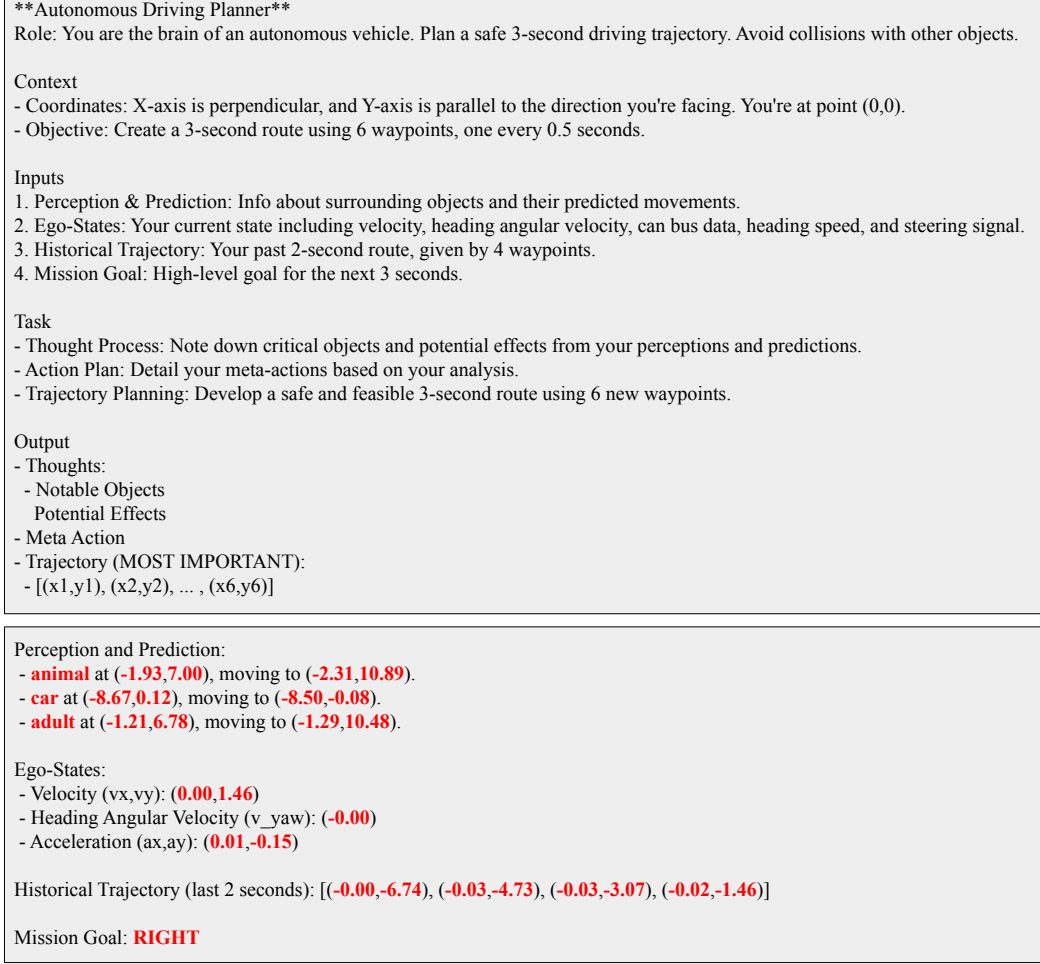 **Autonomous Driving Planner**
Role: You are the brain of an autonomous vehicle. Plan a safe 3-second driving trajectory. Avoid collisions with other objects.
Context
- Coordinates: X-axis is perpendicular, and Y-axis is parallel to the direction you're facing. You're at point (0,0).
- Objective: Create a 3-second route using 6 waypoints, one every 0.5 seconds.
Inputs
1. Perception & Prediction: Info about surrounding objects and their predicted movements.
2. Ego-States: Your current state including velocity, heading angular velocity, can bus data, heading speed, and steering signal.
3. Historical Trajectory: Your past 2-second route, given by 4 waypoints.
4. Mission Goal: High-level goal for the next 3 seconds.
Task
- Thought Process: Note down critical objects and potential effects from your perceptions and predictions.
- Action Plan: Detail your meta-actions based on your analysis.
- Trajectory Planning: Develop a safe and feasible 3-second route using 6 new waypoints.
Output
- Thoughts:
- Notable Objects
Potential Effects
- Meta Action
- Trajectory (MOST IMPORTANT):
- [(x1,y1), (x2,y2), ... , (x6,y6)]
Perception and Prediction:
- animal at (-1.93,7.00), moving to (-2.31,10.89).
- car at (-8.67,0.12), moving to (-8.50,-0.08).
- adult at (-1.21,6.78), moving to (-1.29,10.48).
Ego-States:
- Velocity (vx,vy): (0.00,1.46)
- Heading Angular Velocity (v_yaw): (-0.00)
- Acceleration (ax,ay): (0.01,-0.15)
Historical Trajectory (last 2 seconds): [(-0.00,-6.74), (-0.03,-4.73), (-0.03,-3.07), (-0.02,-1.46)]
Mission Goal: RIGHT